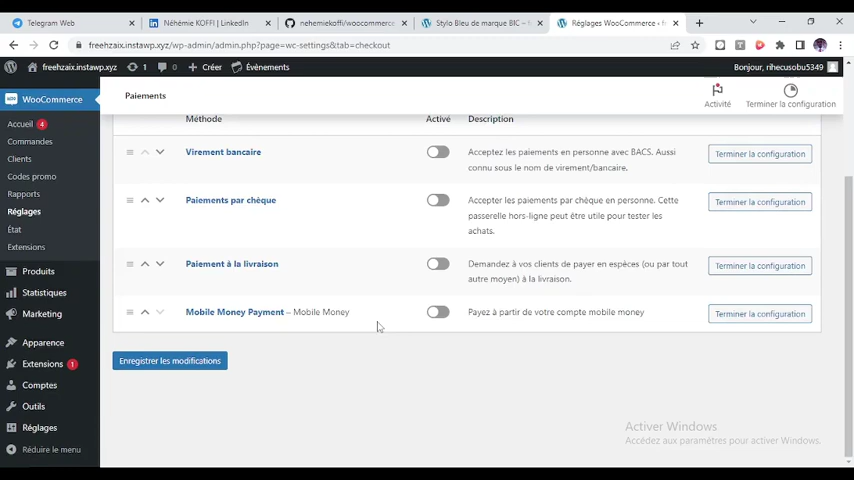 Telegram Web
Néhémie KOFFI | LinkedIn
nehemiekoffi/woocommerce
Stylo Bleu de marque BIC –
Réglages WooCommerce ‹
freehzaix.instawp.xyz/wp-admin/admin.php?page=wc-settings&tab=checkout
freehzaix.instawp.xyz 1 0 Créer Évènements Bonjour, rihecusobu5349
WooCommerce
Accueil 4
Commandes
Clients
Codes promo
Rapports
Réglages
État
Extensions
Produits
Statistiques
Marketing
Apparence
Extensions 1
Comptes
Outils
Réglages
Réduire le menu
Paiements
Activité
Terminer la configuration
Méthode Activé Description
Virement bancaire
Acceptez les paiements en personne avec BACS. Aussi
connu sous le nom de virement/bancaire.
Terminer la configuration
Paiements par chèque
Accepter les paiements par chèque en personne. Cette
passerelle hors-ligne peut être utile pour tester les
achats.
Terminer la configuration
Paiement à la livraison
Demandez à vos clients de payer en espèces (ou par tout
autre moyen) à la livraison.
Terminer la configuration
Mobile Money Payment – Mobile Money
Payez à partir de votre compte mobile money
Terminer la configuration
Enregistrer les modifications
Activer Windows
Accédez aux paramètres pour activer Windows.